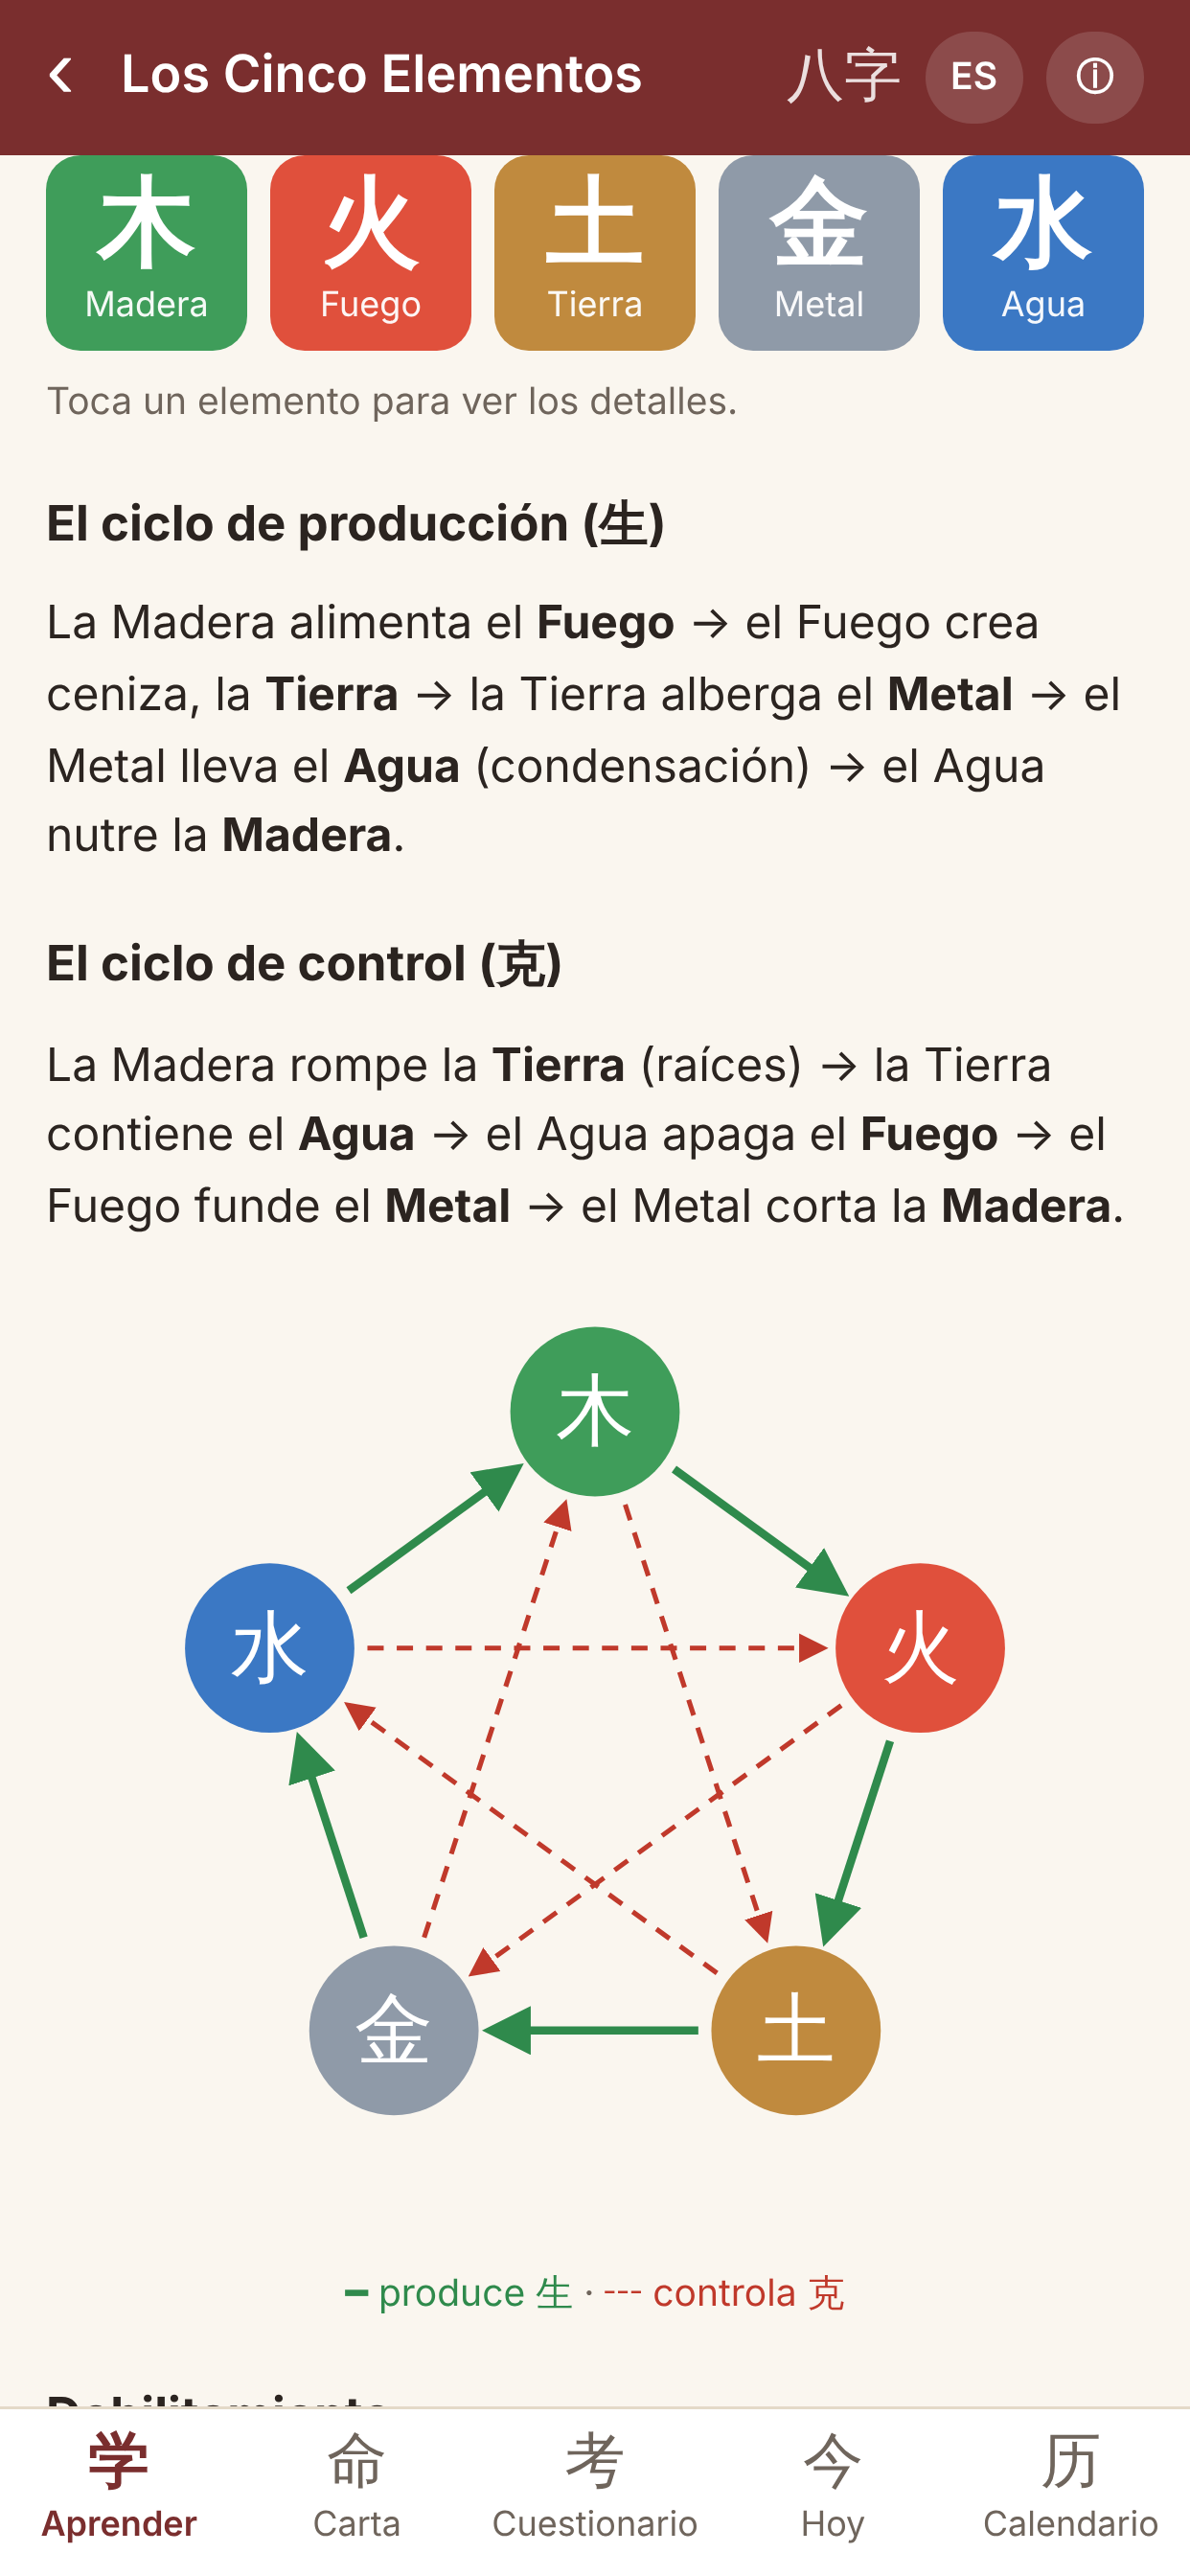 Los Cinco Elementos 八字 ES ⓘ
木 火 土 金 水
Madera Fuego Tierra Metal Agua
Toca un elemento para ver los detalles.
El ciclo de producción (生)
La Madera alimenta el Fuego → el Fuego crea
ceniza, la Tierra → la Tierra alberga el Metal → el
Metal lleva el Agua (condensación) → el Agua
nutre la Madera.
El ciclo de control (克)
La Madera rompe la Tierra (raíces) → la Tierra
contiene el Agua → el Agua apaga el Fuego → el
Fuego funde el Metal → el Metal corta la Madera.
木
水 火
金 土
produce 生 · --- controla 克
学 命 考 今 历
Aprender Carta Cuestionario Hoy Calendario